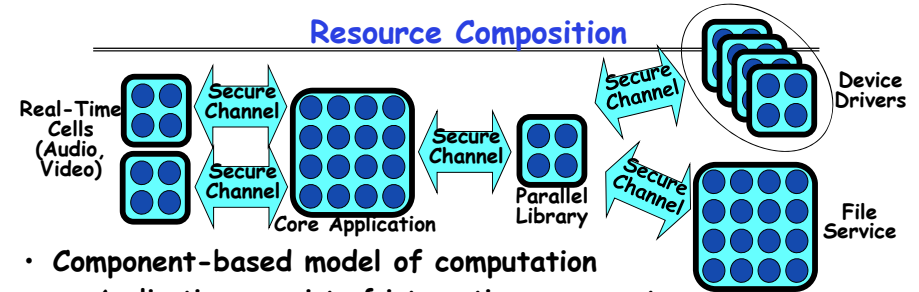 Resource Composition
Real-Time
Cells
(Audio,
Video)
Secure
Channel
Secure
Channel
Core Application
Secure
Channel
Parallel
Library
Secure
Channel
Secure
Channel
Device
Drivers
File
Service
• Component-based model of computation